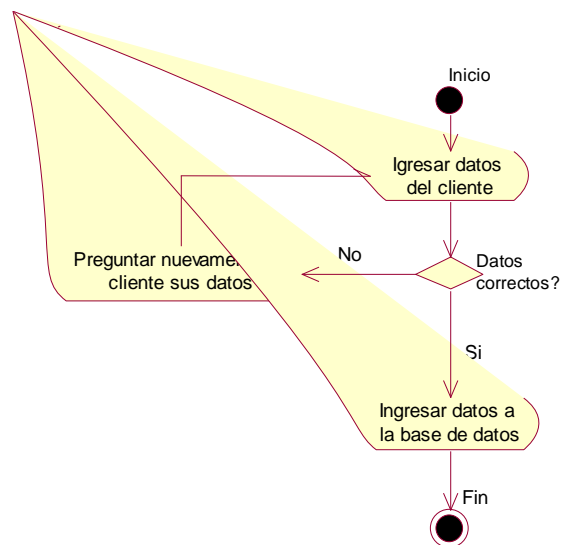 Inicio
Igresar datos
del cliente
Preguntar nuevame
cliente sus datos
No
Datos
correctos?
Si
Ingresar datos a
la base de datos
Fin